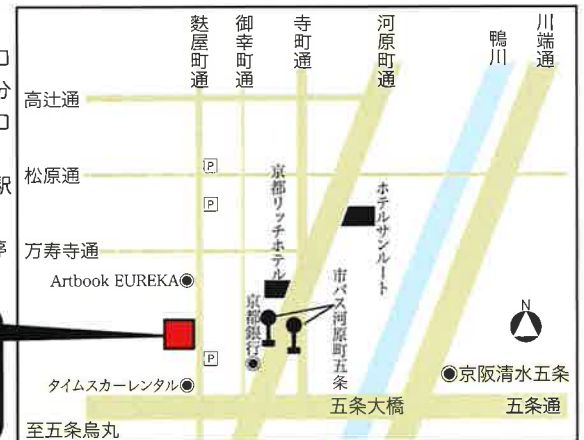 麩屋町通
御幸町通
寺町通
河原町通
鴨川
川端通
口
分
口
駅
高辻通
松原通
P
P
京都リッチホテル
ホテルサンルート
万寿寺通
Artbook EUREKA
市バス河原町五条
京都銀行
N
P
タイムスカーレンタル
京阪清水五条
五条大橋
五条通
至五条烏丸